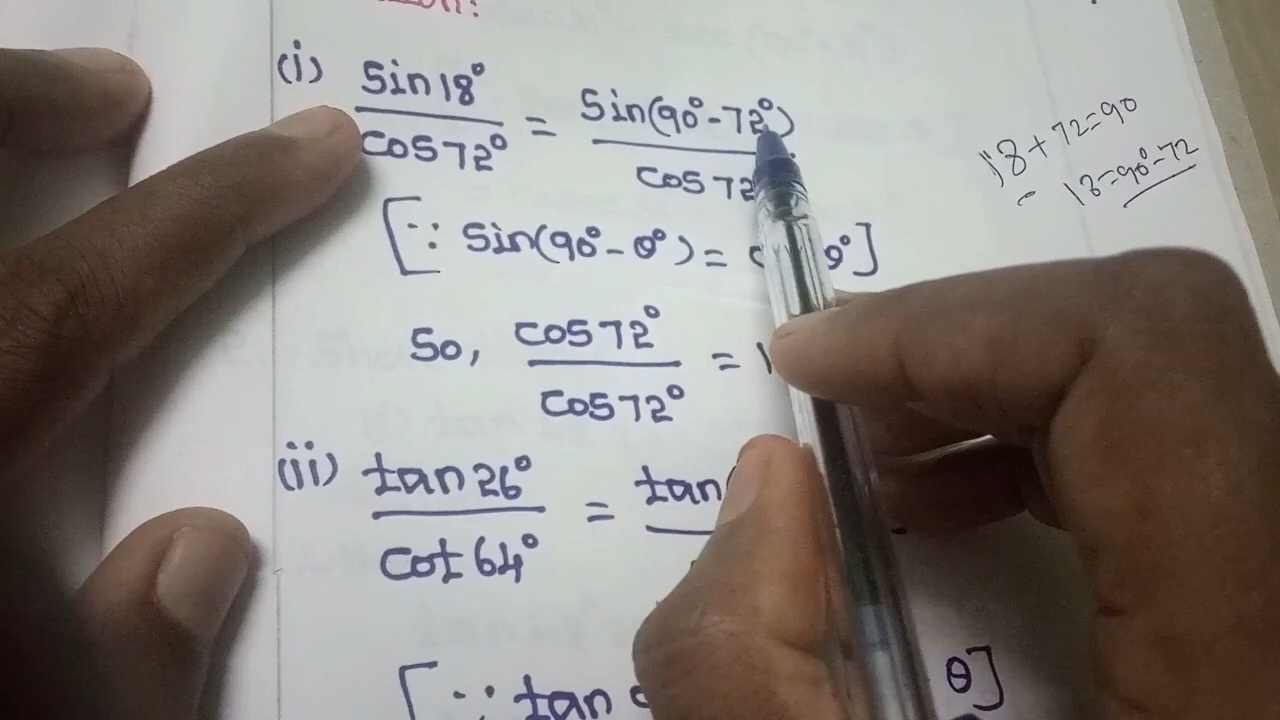 (i) Sin18° / cos72° = Sin(90°-72°) / cos72
[∵ Sin(90°-θ°)= θ°]
So, cos72° / cos72° = 1
(ii) tan26° / cot64° = tan
[∵ tan θ]
18+72=90
18=90°-72